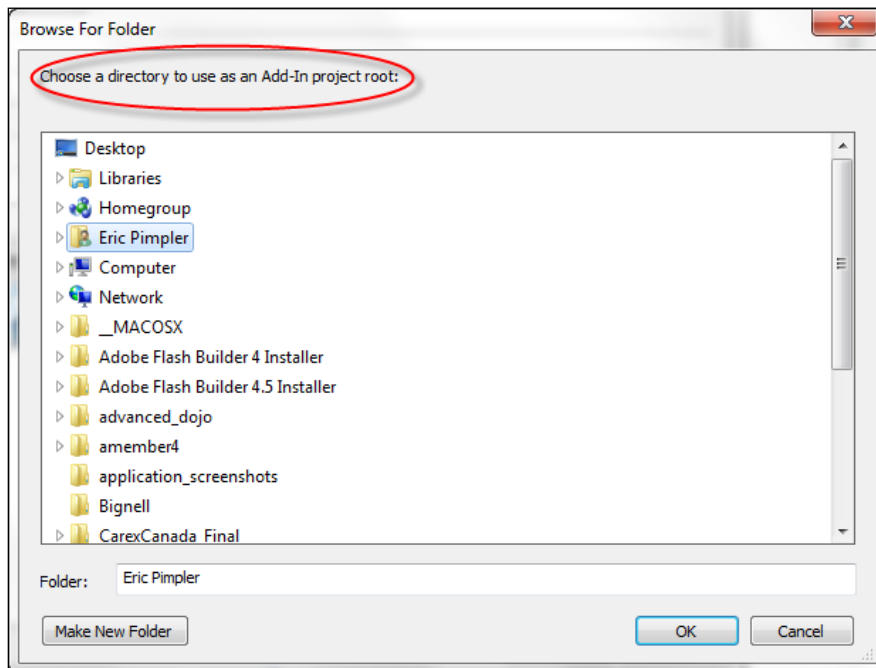 Browse For Folder
Choose a directory to use as an Add-In project root:
Desktop
Libraries
Homegroup
Eric Pimpler
Computer
Network
__MACOSX
Adobe Flash Builder 4 Installer
Adobe Flash Builder 4.5 Installer
advanced_dojo
amember4
application_screenshots
Bignell
CarexCanada_Final
Folder: Eric Pimpler
Make New Folder OK Cancel